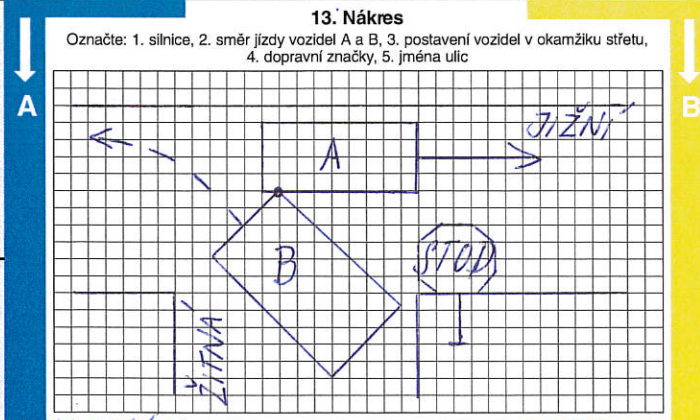 13. Nákres
Označte: 1. silnice, 2. směr jízdy vozidel A a B, 3. postavení vozidel v okamžiku střetu,
4. dopravní značky, 5. jména ulic
A
B
JIŽNÍ
A
B
STOP
ŽITNÁ